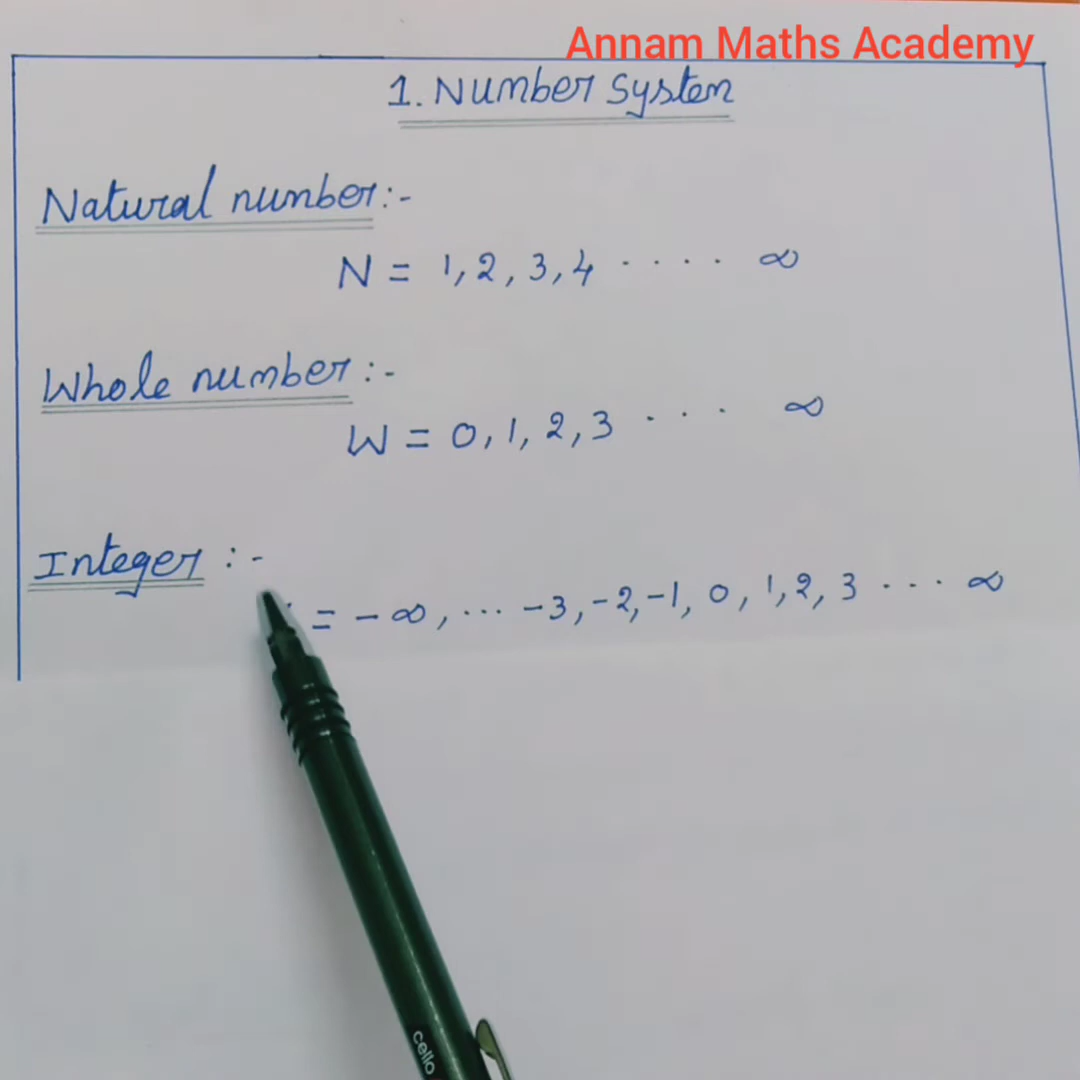 Annam Maths Academy
1. Number System
Natural number:-
N = 1, 2, 3, 4 .... ∞
Whole number:-
W = 0, 1, 2, 3 ... ∞
Integer :-
= -∞, ... -3, -2, -1, 0, 1, 2, 3 ... ∞
cello